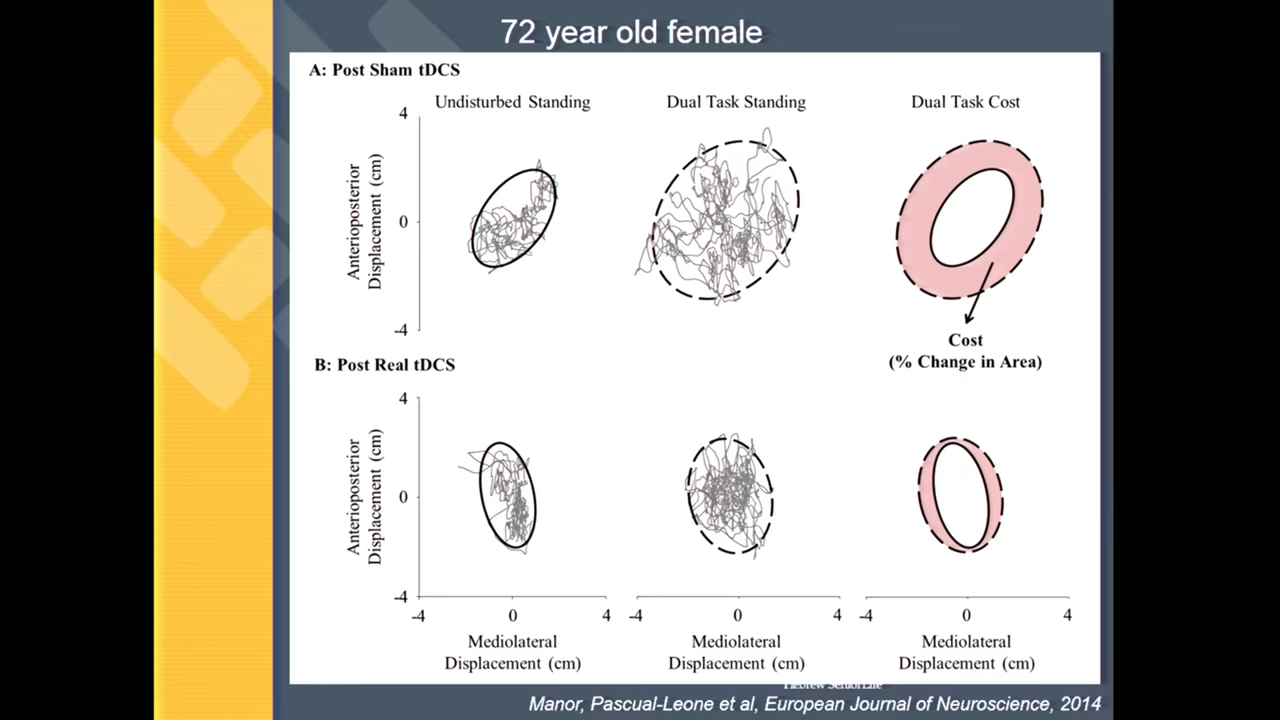 72 year old female
A: Post Sham tDCS
Undisturbed Standing
Dual Task Standing
Dual Task Cost
4
0
-4
Anterioposterior
Displacement (cm)
Cost
(% Change in Area)
B: Post Real tDCS
4
0
-4
Anterioposterior
Displacement (cm)
-4 0 4
-4 0 4
-4 0 4
Mediolateral
Displacement (cm)
Mediolateral
Displacement (cm)
Mediolateral
Displacement (cm)
Hebrew SeniorLife
Manor, Pascual-Leone et al, European Journal of Neuroscience, 2014